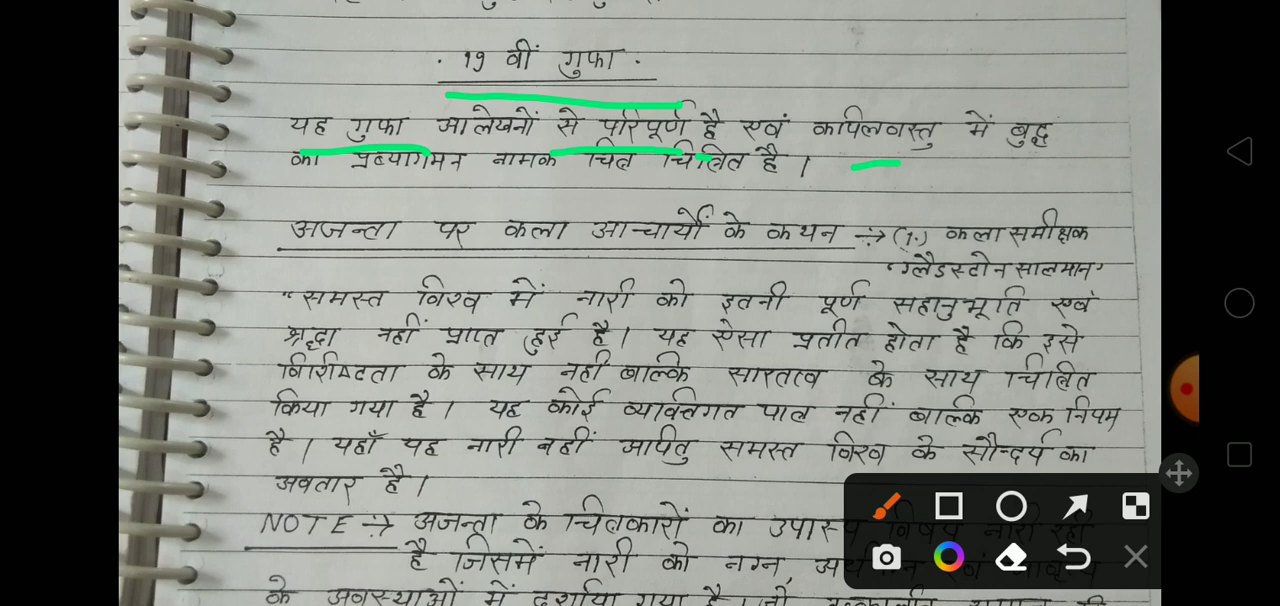 · 19 वीं गुफा ·
यह गुफा आलेखनों से परिपूर्ण है एवं कपिलवस्तु में बुद्ध
का प्रत्यागमन नामक चित्र चित्रित है ।
अजन्ता पर कला आचार्यों के कथन → (1.) कला समीक्षक
'ग्लैडस्टोन सालमान'
"समस्त विश्व में नारी को इतनी पूर्ण सहानुभूति एवं
श्रद्धा नहीं प्राप्त हुई है । यह ऐसा प्रतीत होता है कि इसे
विशिष्टता के साथ नहीं बल्कि सारतत्व के साथ चित्रित
किया गया है । यह कोई व्यक्तिगत पात्र नहीं बल्कि एक नियम
है । यहाँ यह नारी नहीं अपितु समस्त विश्व के सौन्दर्य का
अवतार है ।
NOTE → अजन्ता के चित्रकारों का उपास्य विषय नारी रही
है जिसमें नारी को नग्न,
के अवस्थाओं में दर्शाया गया है ।